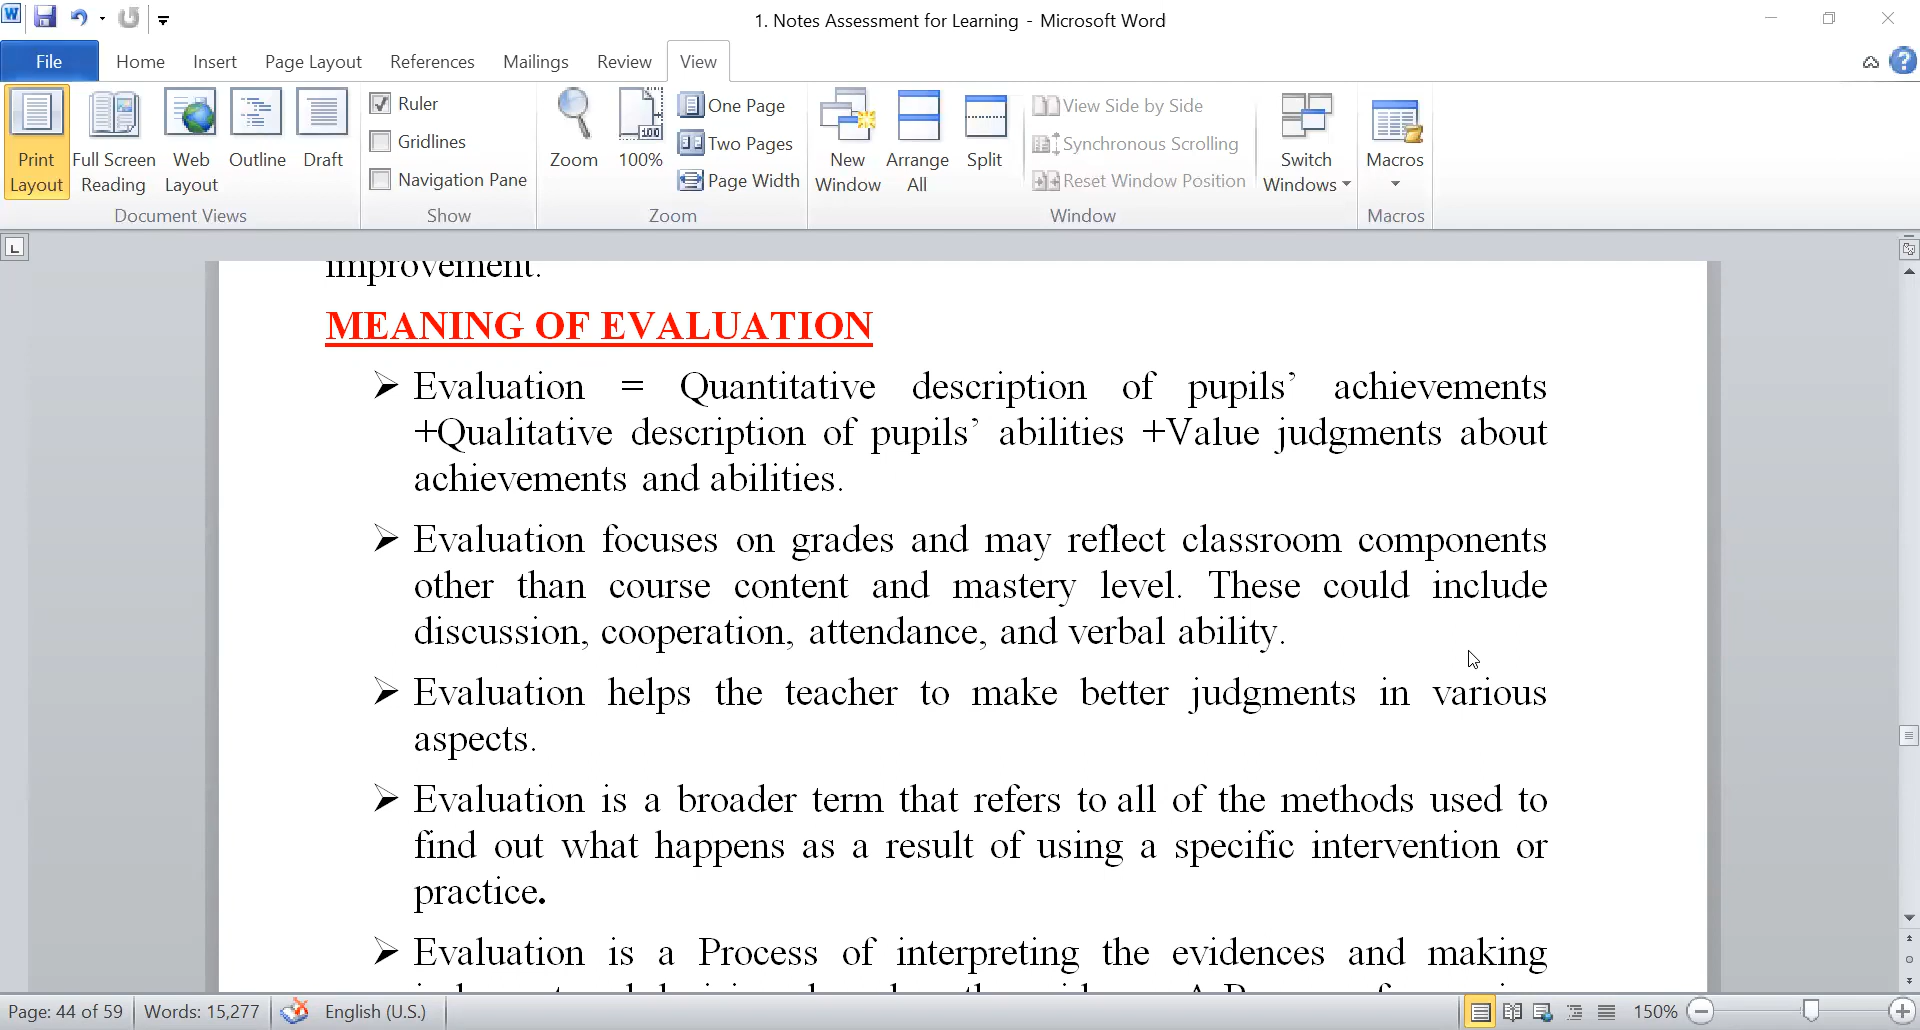 1. Notes Assessment for Learning - Microsoft Word
File Home Insert Page Layout References Mailings Review View
Print Layout
Full Screen Reading
Web Layout
Outline
Draft
Document Views
Ruler
Gridlines
Navigation Pane
Show
Zoom
100%
One Page
Two Pages
Page Width
Zoom
New Window
Arrange All
Split
View Side by Side
Synchronous Scrolling
Reset Window Position
Switch Windows
Window
Macros
Macros
improvement.
MEANING OF EVALUATION
➢ Evaluation = Quantitative description of pupils’ achievements
+Qualitative description of pupils’ abilities +Value judgments about
achievements and abilities.
➢ Evaluation focuses on grades and may reflect classroom components
other than course content and mastery level. These could include
discussion, cooperation, attendance, and verbal ability.
➢ Evaluation helps the teacher to make better judgments in various
aspects.
➢ Evaluation is a broader term that refers to all of the methods used to
find out what happens as a result of using a specific intervention or
practice.
➢ Evaluation is a Process of interpreting the evidences and making
Page: 44 of 59 Words: 15,277 English (U.S.) 150%